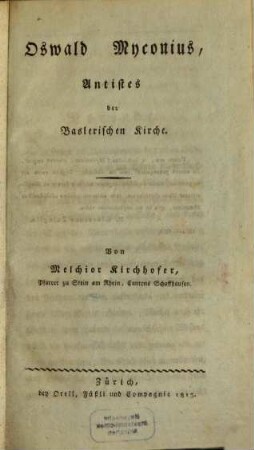 Oswald Myconius,
Antistes
der
Baslerischen Kirche.
Von
Melchior Kirchhofer,
Pfarrer zu Stein am Rhein, Cantons Schaffhausen.
Zürich,
bey Orell, Füßli und Compagnie 1813.